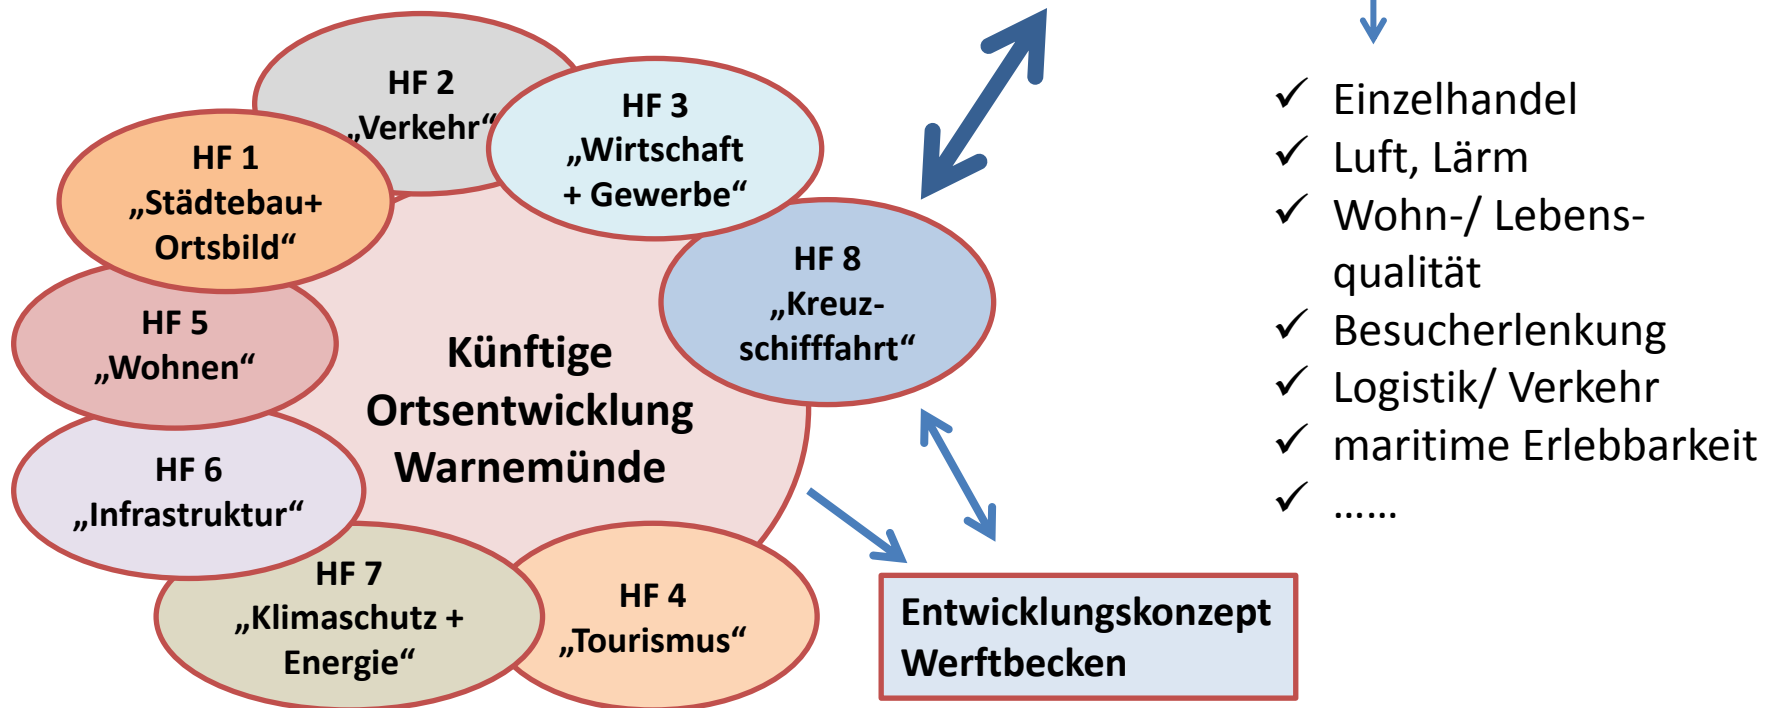 HF 2
„Verkehr“
HF 3
„Wirtschaft
+ Gewerbe“
HF 1
„Städtebau+
Ortsbild“
HF 8
„Kreuz-
schifffahrt“
HF 5
„Wohnen“
Künftige
Ortsentwicklung
Warnemünde
HF 6
„Infrastruktur“
HF 7
„Klimaschutz +
Energie“
HF 4
„Tourismus“
Entwicklungskonzept
Werftbecken
✓ Einzelhandel
✓ Luft, Lärm
✓ Wohn-/ Lebens-
qualität
✓ Besucherlenkung
✓ Logistik/ Verkehr
✓ maritime Erlebbarkeit
✓ ……